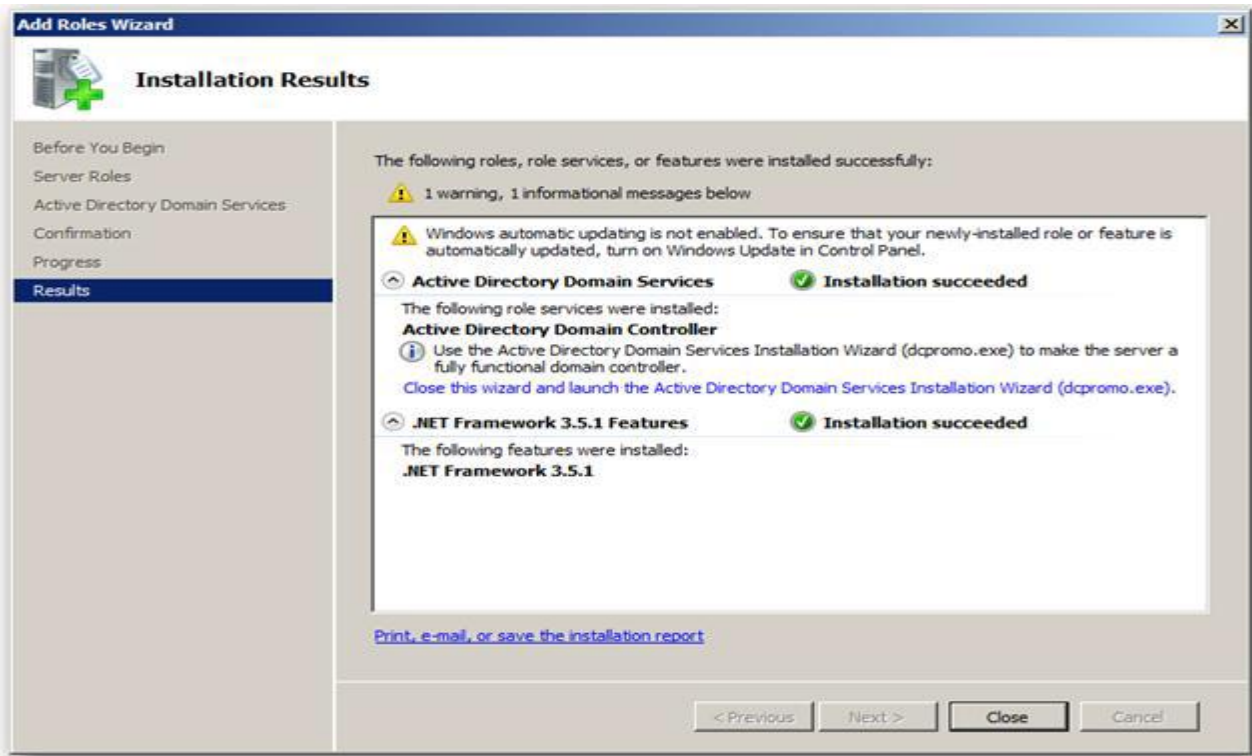 Add Roles Wizard
Installation Results
Before You Begin
Server Roles
Active Directory Domain Services
Confirmation
Progress
Results
The following roles, role services, or features were installed successfully:
1 warning, 1 informational messages below
Windows automatic updating is not enabled. To ensure that your newly-installed role or feature is
automatically updated, turn on Windows Update in Control Panel.
Active Directory Domain Services Installation succeeded
The following role services were installed:
Active Directory Domain Controller
Use the Active Directory Domain Services Installation Wizard (dcpromo.exe) to make the server a
fully functional domain controller.
Close this wizard and launch the Active Directory Domain Services Installation Wizard (dcpromo.exe).
.NET Framework 3.5.1 Features Installation succeeded
The following features were installed:
.NET Framework 3.5.1
Print, e-mail, or save the installation report
< Previous Next > Close Cancel